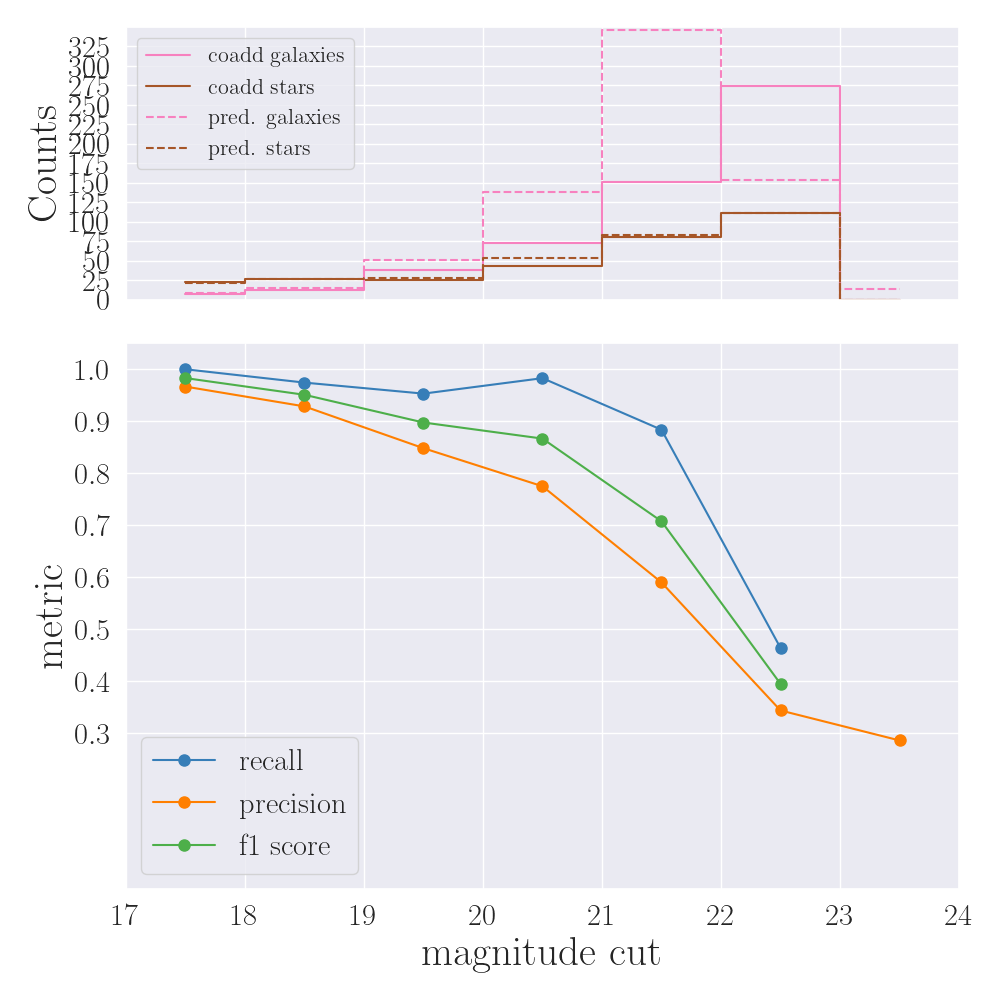 Counts
325
300
275
250
225
200
175
150
125
100
75
50
25
0
coadd galaxies
coadd stars
pred. galaxies
pred. stars
metric
1.0
0.9
0.8
0.7
0.6
0.5
0.4
0.3
recall
precision
f1 score
17 18 19 20 21 22 23 24
magnitude cut